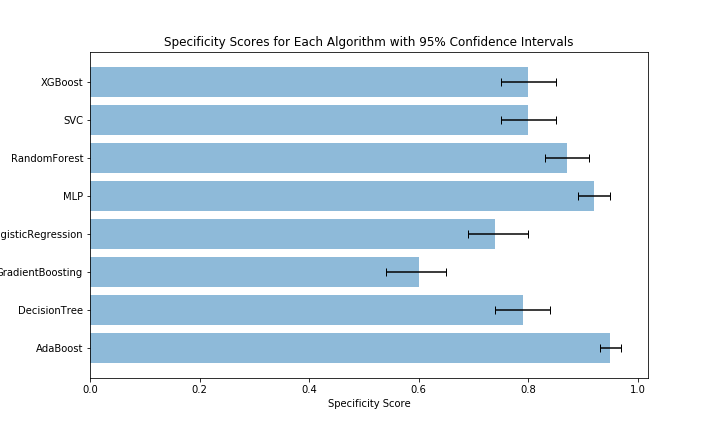 Specificity Scores for Each Algorithm with 95% Confidence Intervals
XGBoost
SVC
RandomForest
MLP
gisticRegression
GradientBoosting
DecisionTree
AdaBoost
0.0 0.2 0.4 0.6 0.8 1.0
Specificity Score